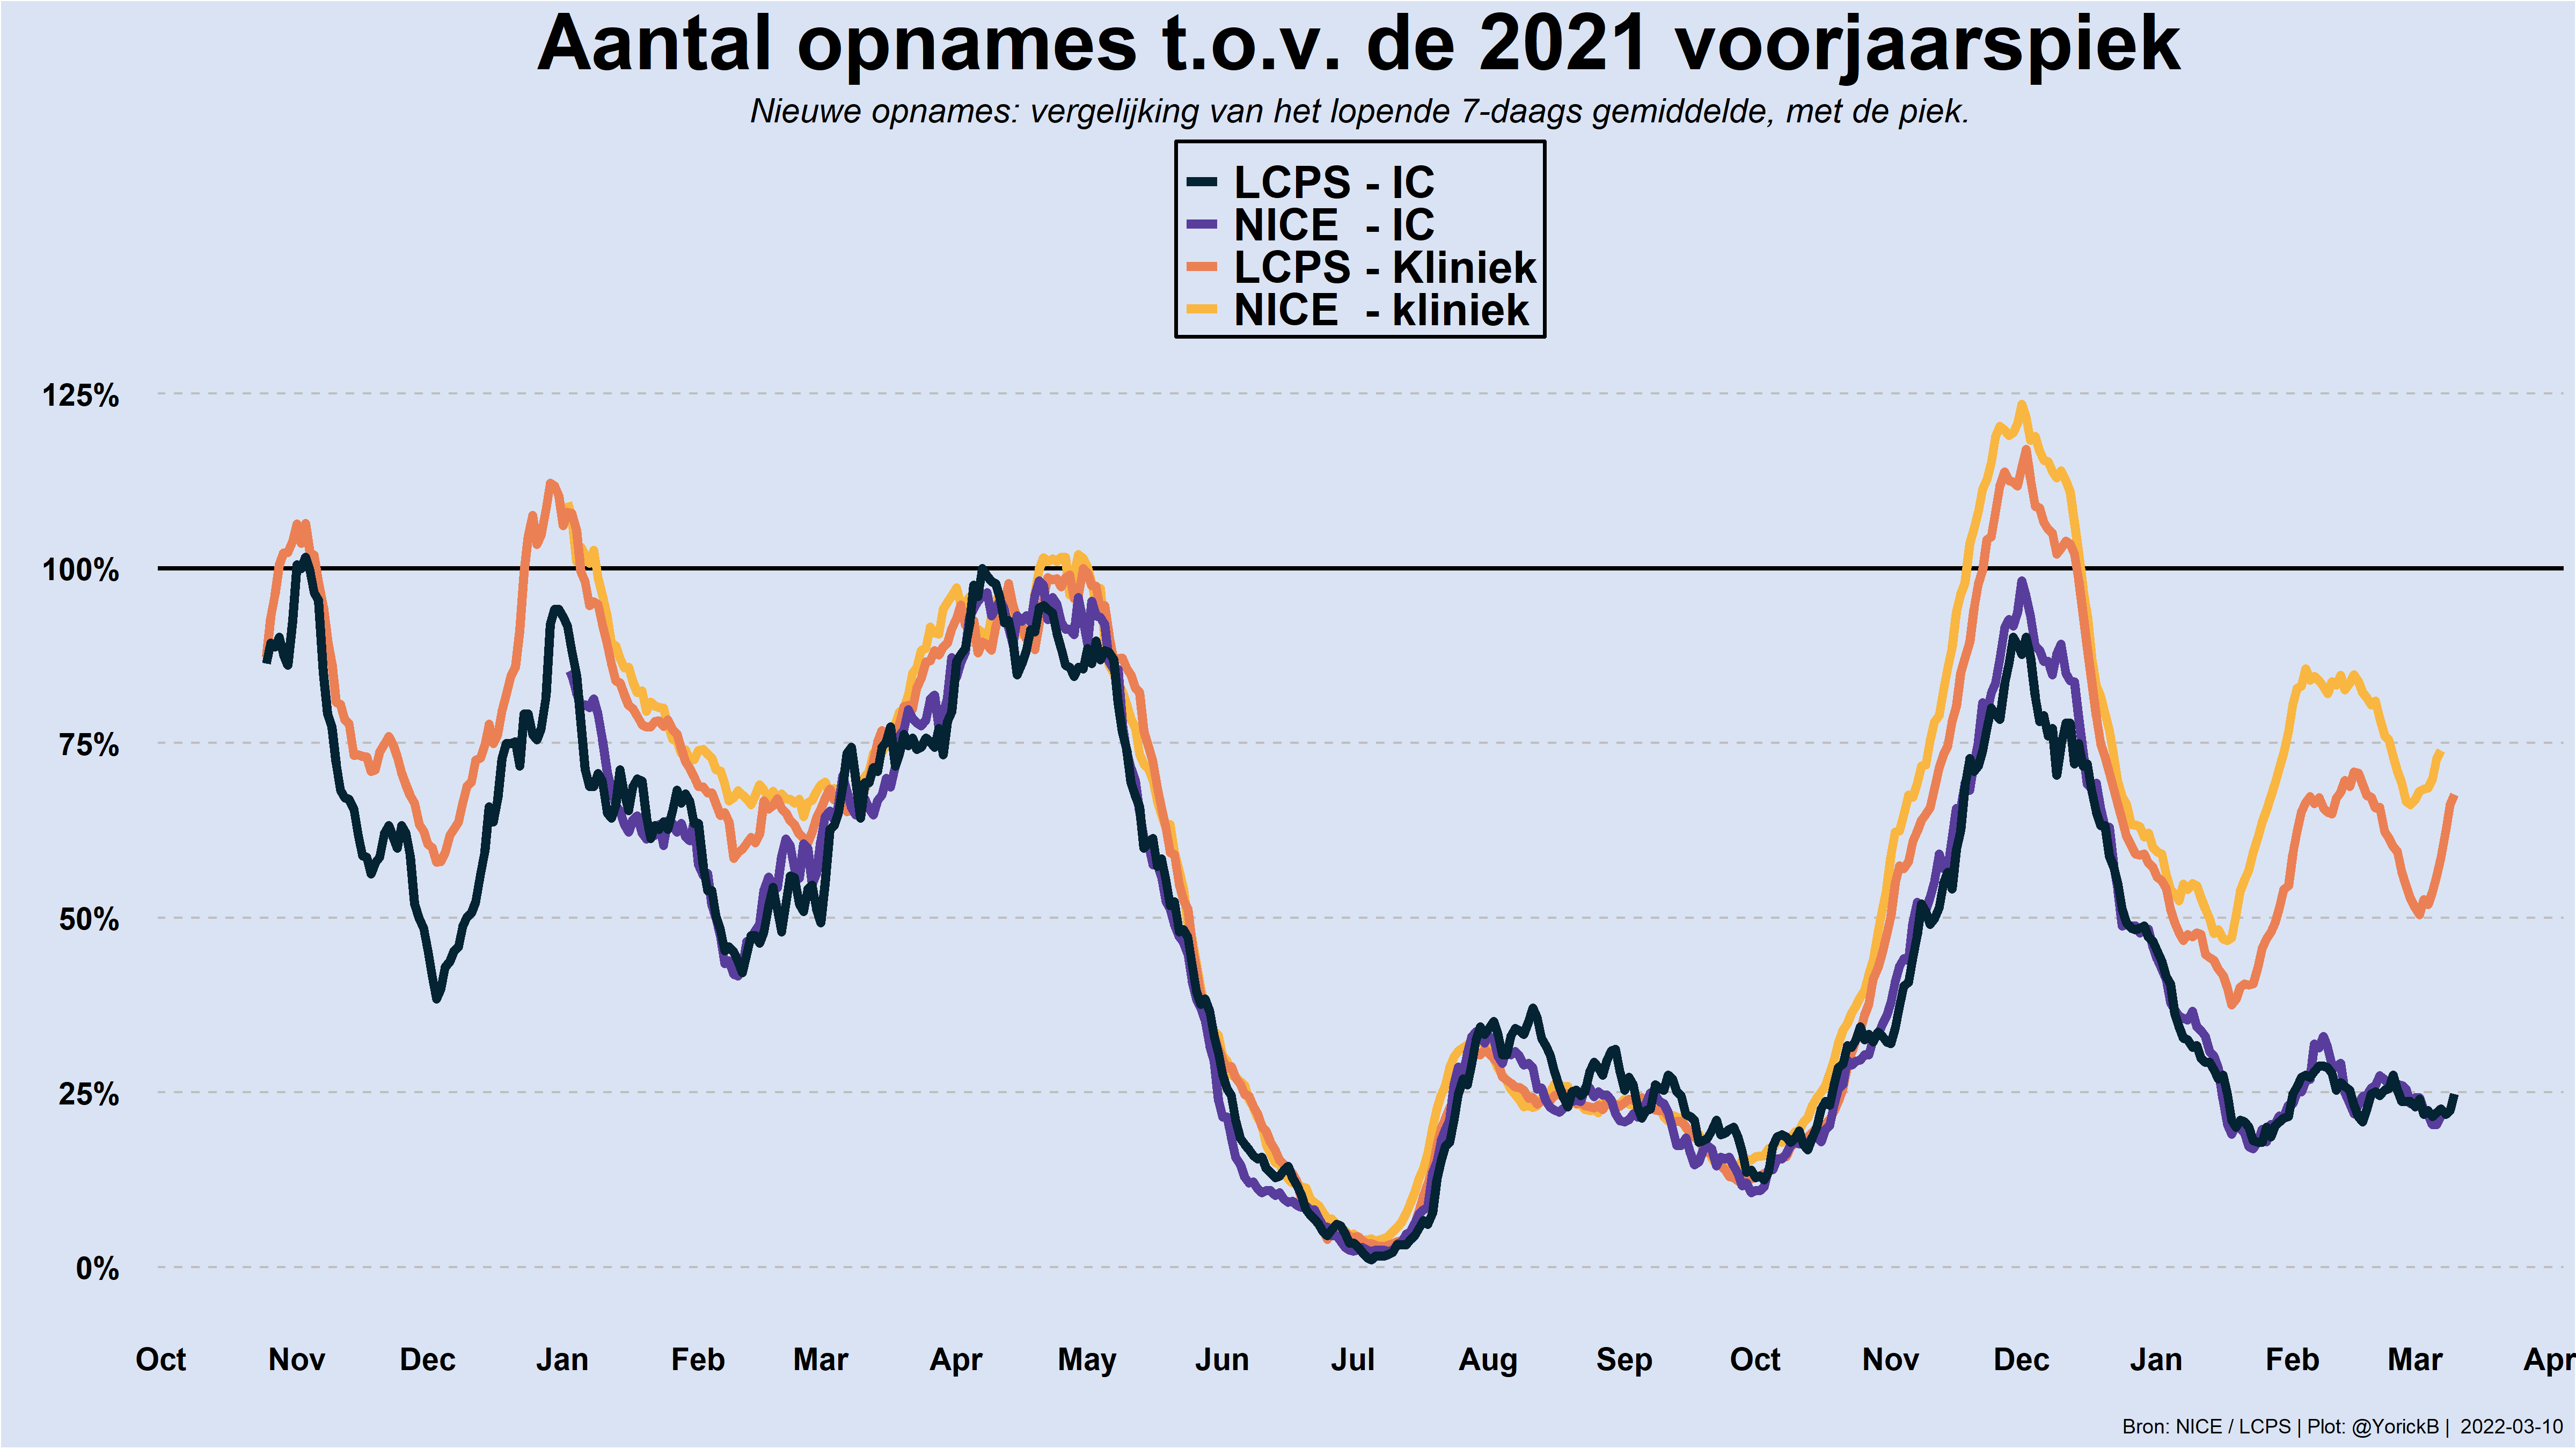 Aantal opnames t.o.v. de 2021 voorjaarspiek
Nieuwe opnames: vergelijking van het lopende 7-daags gemiddelde, met de piek.
LCPS - IC
NICE - IC
LCPS - Kliniek
NICE - kliniek
125%
100%
75%
50%
25%
0%
Oct Nov Dec Jan Feb Mar Apr May Jun Jul Aug Sep Oct Nov Dec Jan Feb Mar Apr
Bron: NICE / LCPS | Plot: @YorickB | 2022-03-10